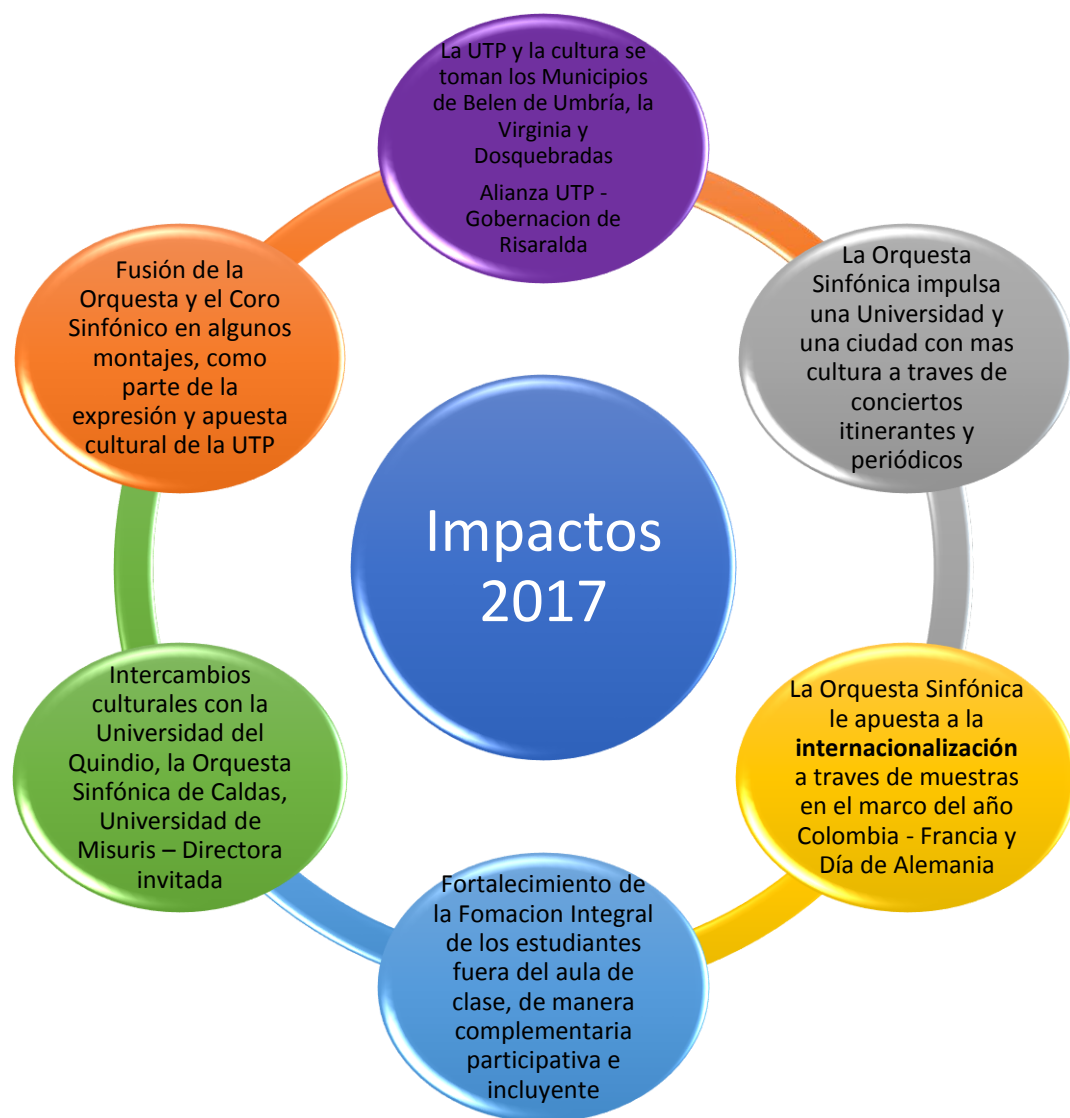 La UTP y la cultura se
toman los Municipios
de Belen de Umbría, la
Virginia y
Dosquebradas
Alianza UTP -
Gobernacion de
Risaralda
La Orquesta
Sinfónica impulsa
una Universidad y
una ciudad con mas
cultura a traves de
conciertos
itinerantes y
periódicos
La Orquesta Sinfónica
le apuesta a la
internacionalización
a traves de muestras
en el marco del año
Colombia - Francia y
Día de Alemania
Fortalecimiento de
la Fomacion Integral
de los estudiantes
fuera del aula de
clase, de manera
complementaria
participativa e
incluyente
Intercambios
culturales con la
Universidad del
Quindio, la Orquesta
Sinfónica de Caldas,
Universidad de
Misuris – Directora
invitada
Fusión de la
Orquesta y el Coro
Sinfónico en algunos
montajes, como
parte de la
expresión y apuesta
cultural de la UTP
Impactos
2017